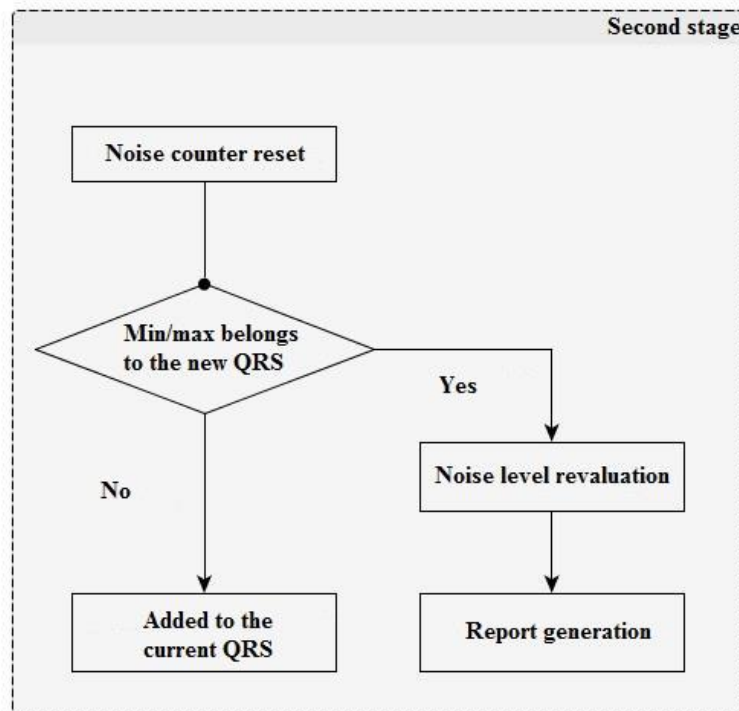 Second stage
Noise counter reset
Min/max belongs
to the new QRS
Yes
Noise level revaluation
No
Added to the
current QRS
Report generation